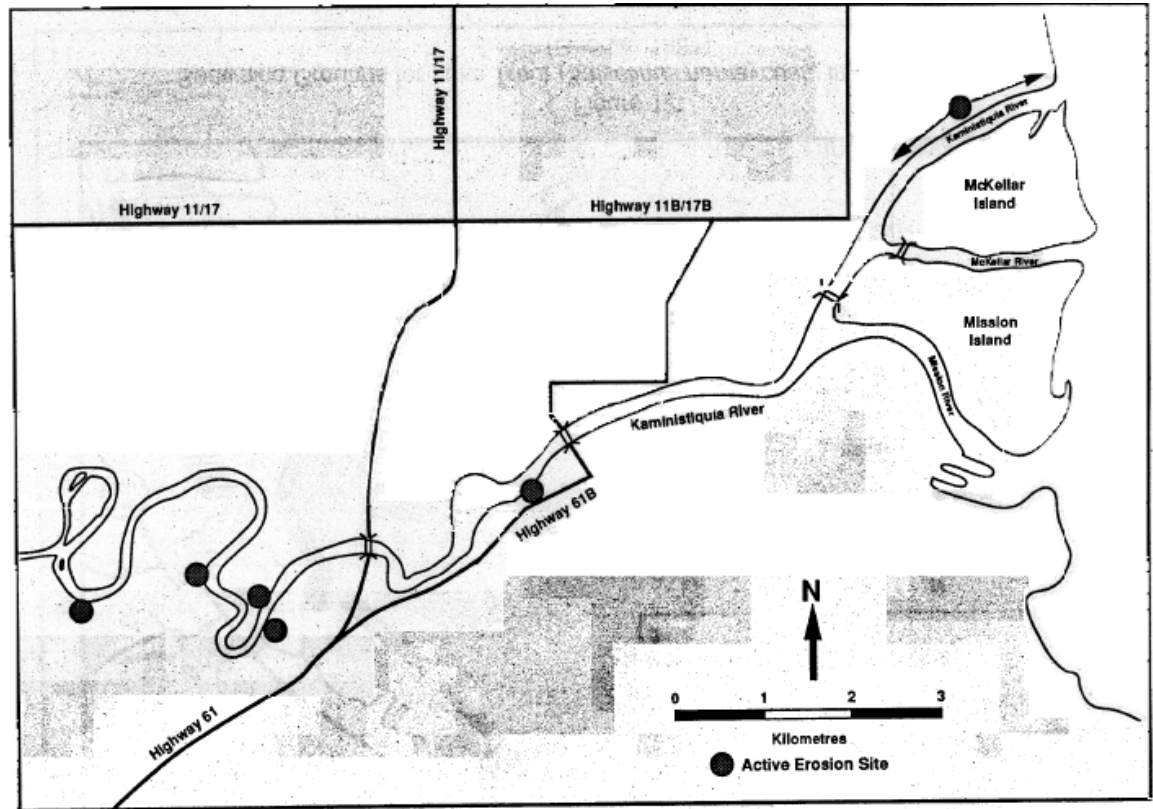 Highway 11/17
Highway 11/17
Highway 11B/17B
Kaministiquia River
McKellar
Island
McKellar River
Mission
Island
Mission River
Kaministiquia River
Highway 61B
Highway 61
N
0 1 2 3
Kilometres
Active Erosion Site